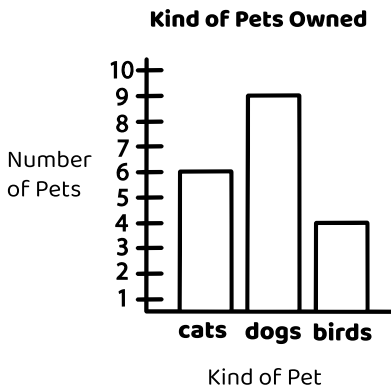 Kind of Pets Owned
10
9
8
7
Number
of Pets
6
5
4
3
2
1
cats dogs birds
Kind of Pet